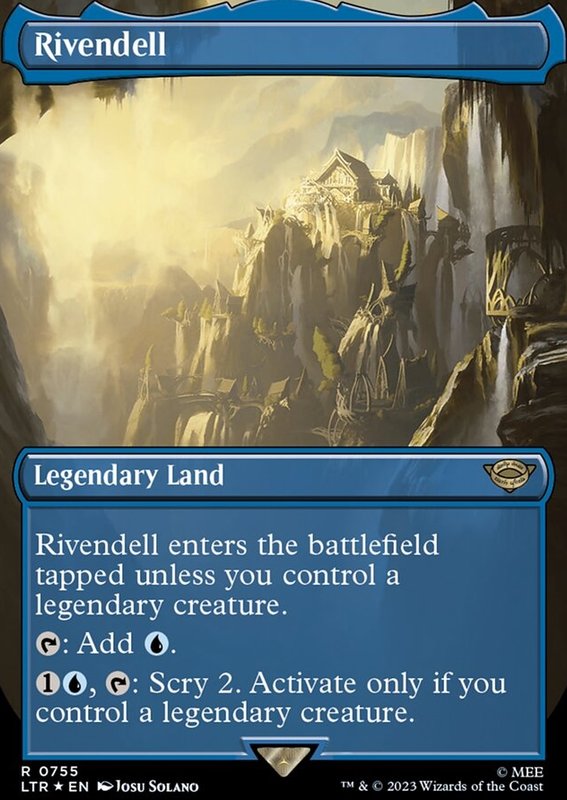 Rivendell
Legendary Land
Rivendell enters the battlefield
tapped unless you control a
legendary creature.
: Add .
1, : Scry 2. Activate only if you
control a legendary creature.
R 0755
LTR ★ EN Josu Solano
© MEE
™ & © 2023 Wizards of the Coast